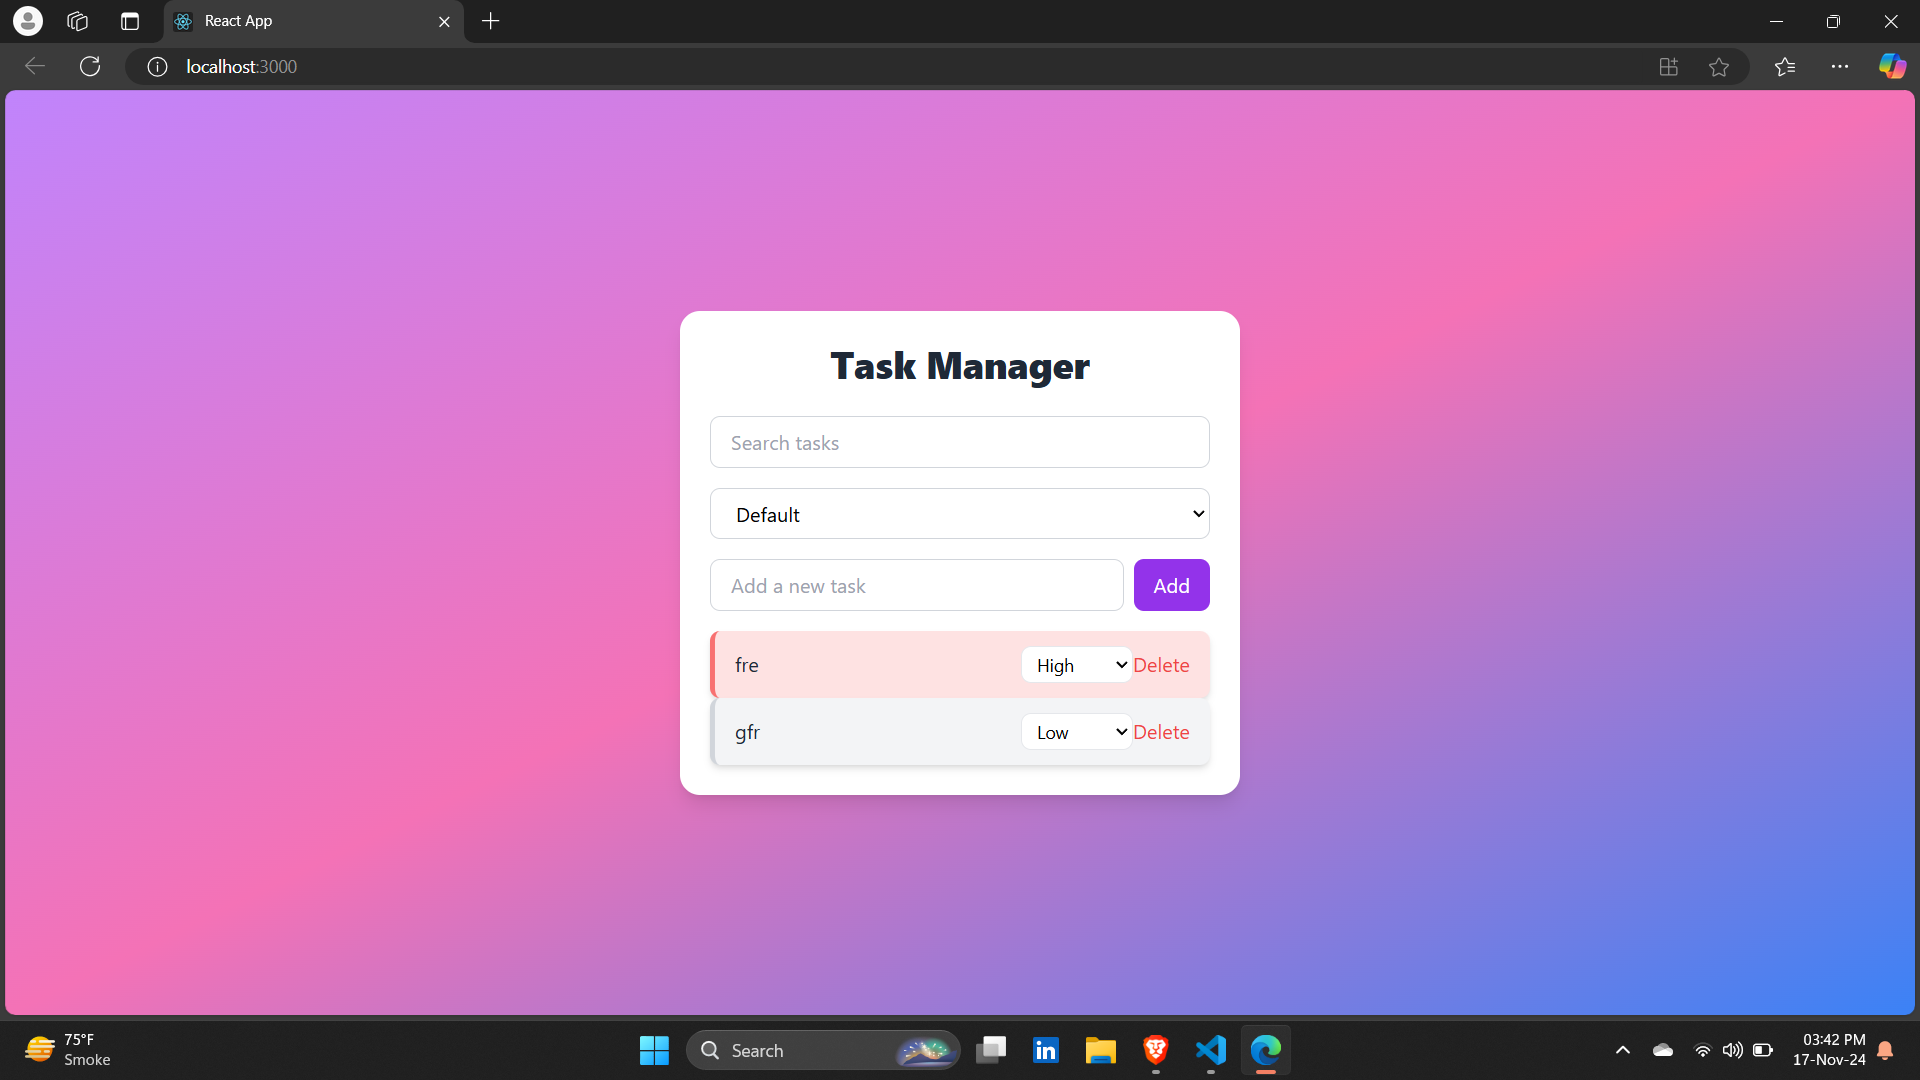 React App
localhost:3000
Task Manager
Search tasks
Default
Add a new task
Add
fre
High
Delete
gfr
Low
Delete
75°F
Smoke
Search
in
03:42 PM
17-Nov-24